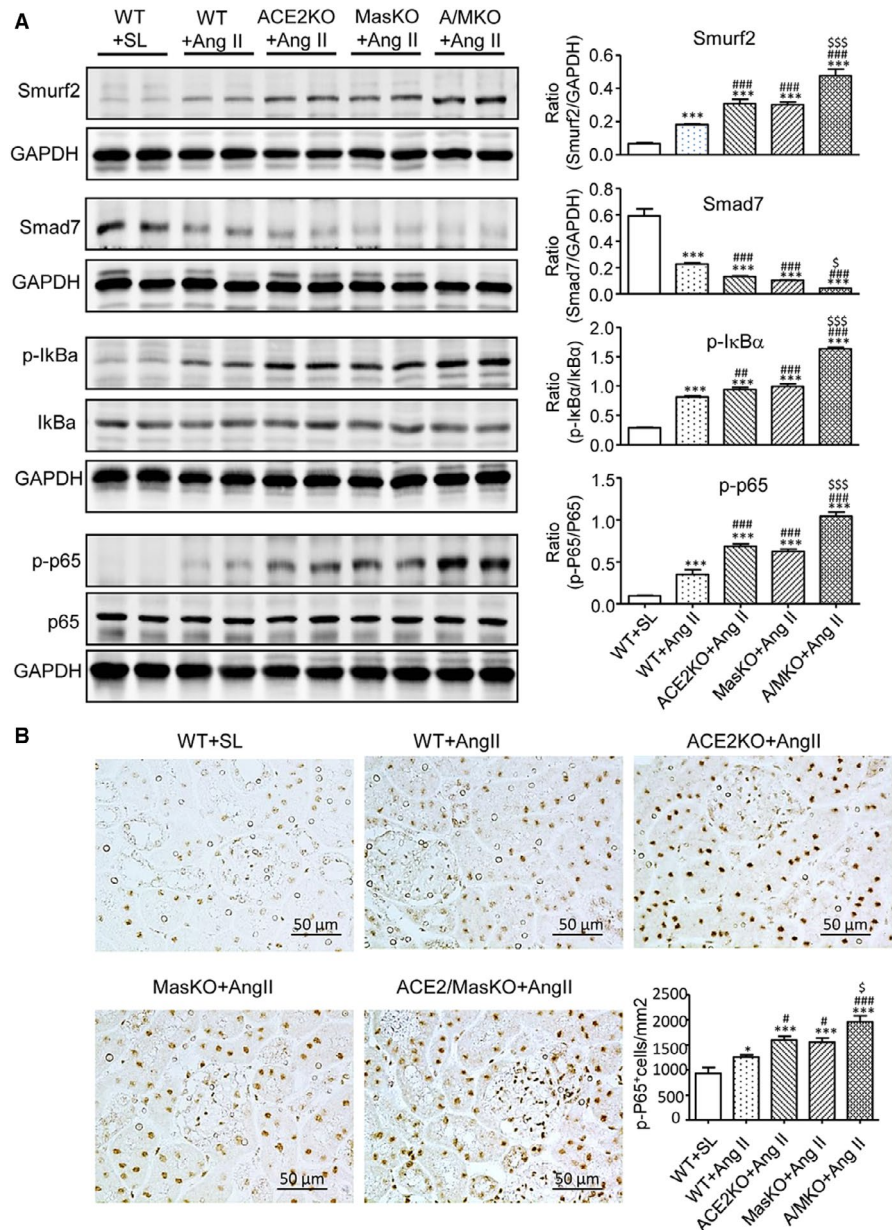 A
WT WT ACE2KO MasKO A/MKO
+SL +Ang II +Ang II +Ang II +Ang II
Smurf2
GAPDH
Smad7
GAPDH
p-IkBa
IkBa
GAPDH
p-p65
p65
GAPDH
Smurf2
Ratio
(Smurf2/GAPDH)
0.8
0.6
0.4
0.2
0.0
***
###
***
###
***
$$$
###
***
Smad7
Ratio
(Smad7/GAPDH)
0.8
0.6
0.4
0.2
0.0
***
###
***
###
***
$
###
***
p-IκBα
Ratio
(p-IκBα/IκBα)
2.0
1.5
1.0
0.5
0.0
***
##
***
###
***
$$$
###
***
p-p65
Ratio
(p-P65/P65)
1.5
1.0
0.5
0.0
***
###
***
###
***
$$$
###
***
WT+SL
WT+Ang II
ACE2KO+Ang II
MasKO+Ang II
A/MKO+Ang II
B
WT+SL WT+AngII ACE2KO+AngII
50 µm 50 µm 50 µm
MasKO+AngII ACE2/MasKO+AngII
50 µm 50 µm
p-P65+cells/mm2
2500
2000
1500
1000
500
0
*
#
***
#
***
$
###
***
WT+SL
WT+Ang II
ACE2KO+Ang II
MasKO+Ang II
A/MKO+Ang II